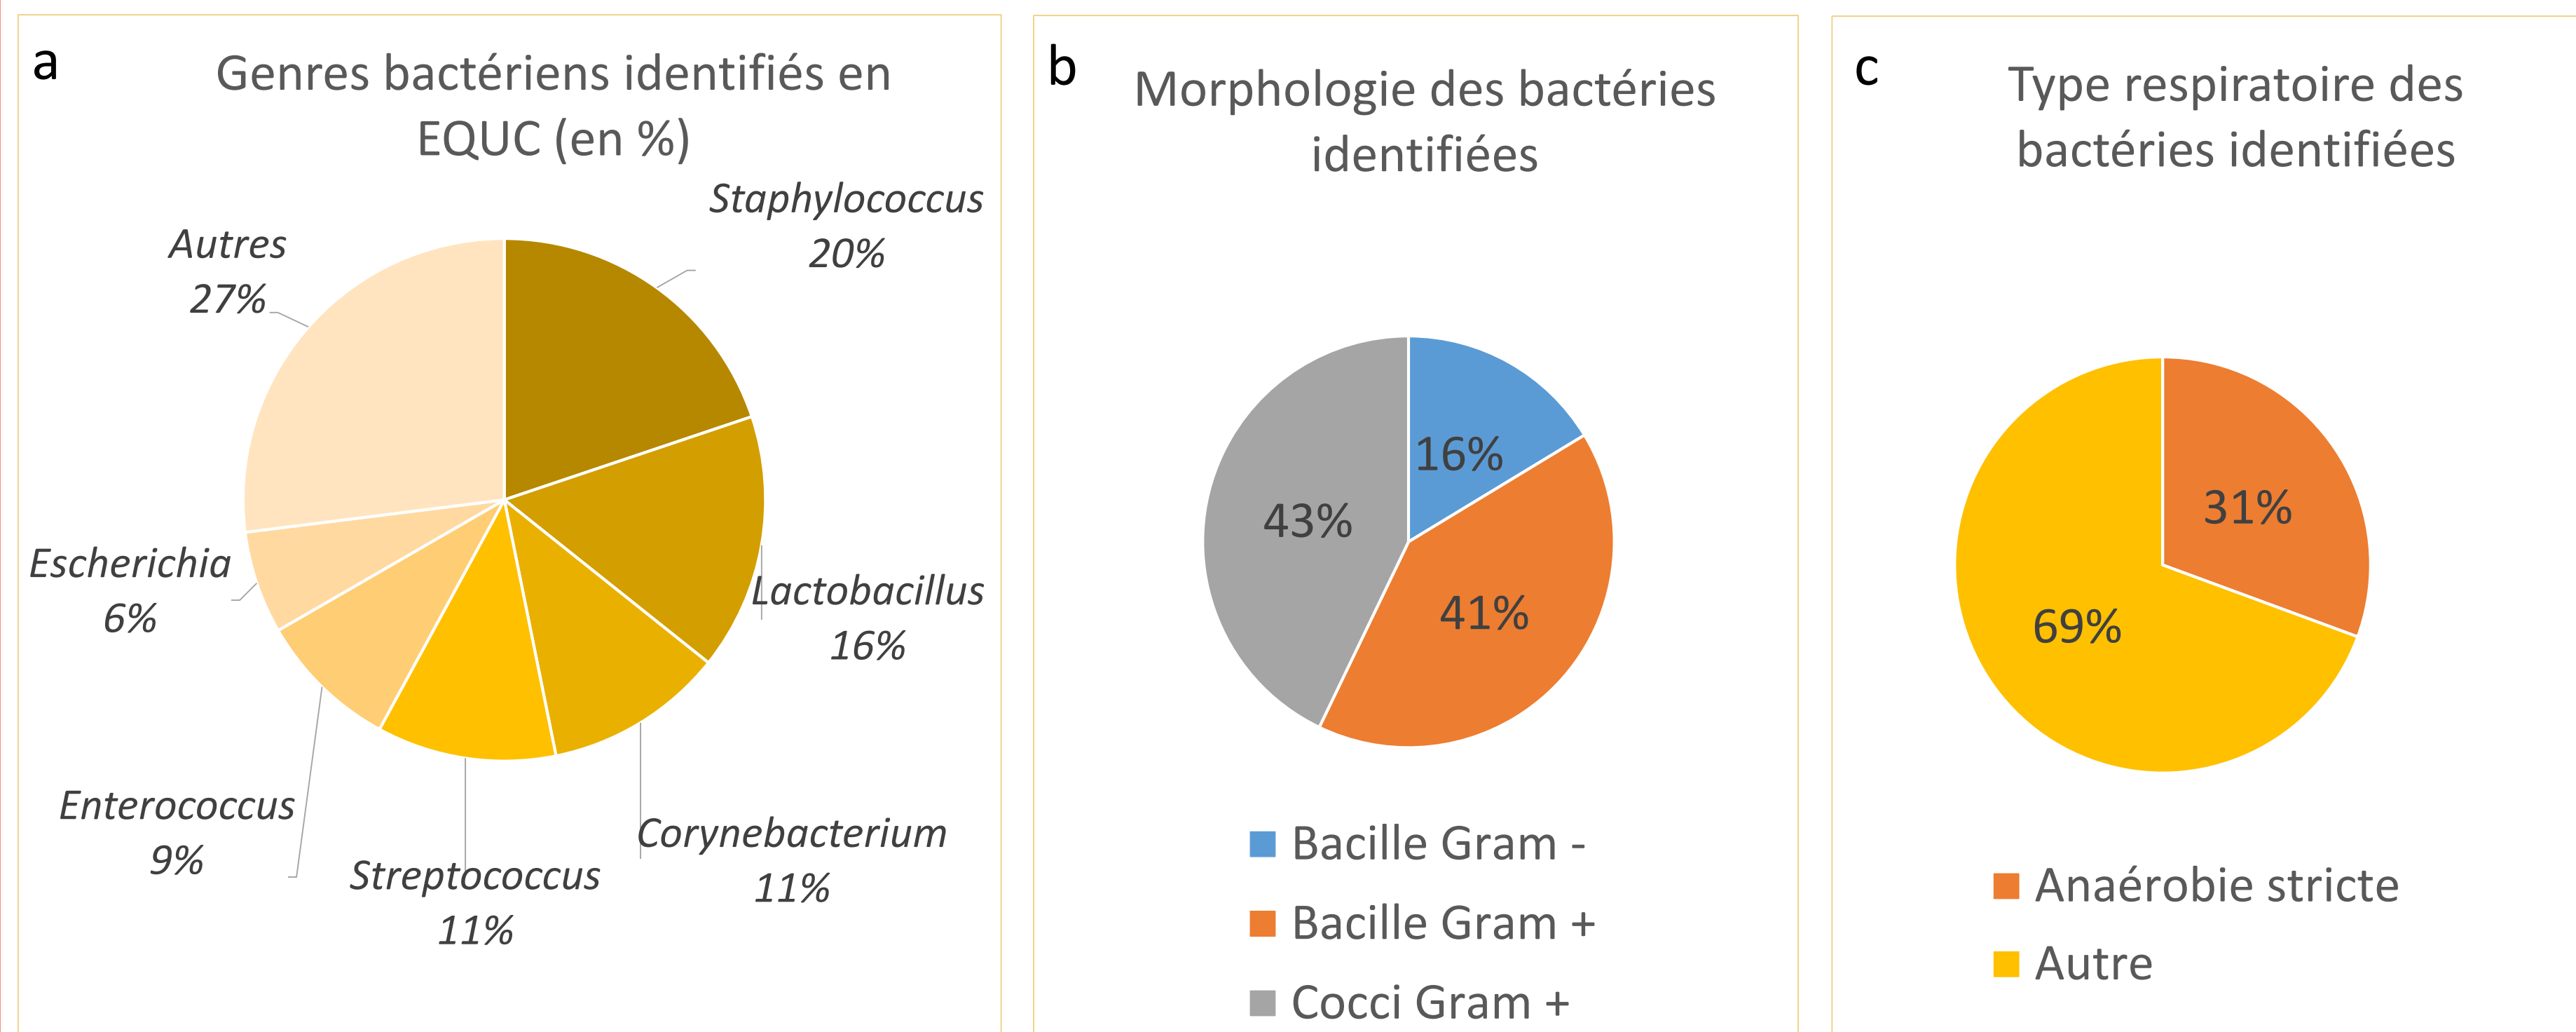 a
Genres bactériens identifiés en
EQUC (en %)
Staphylococcus
20%
Lactobacillus
16%
Corynebacterium
11%
Streptococcus
11%
Enterococcus
9%
Escherichia
6%
Autres
27%
b
Morphologie des bactéries
identifiées
16%
41%
43%
Bacille Gram -
Bacille Gram +
Cocci Gram +
c
Type respiratoire des
bactéries identifiées
31%
69%
Anaérobie stricte
Autre